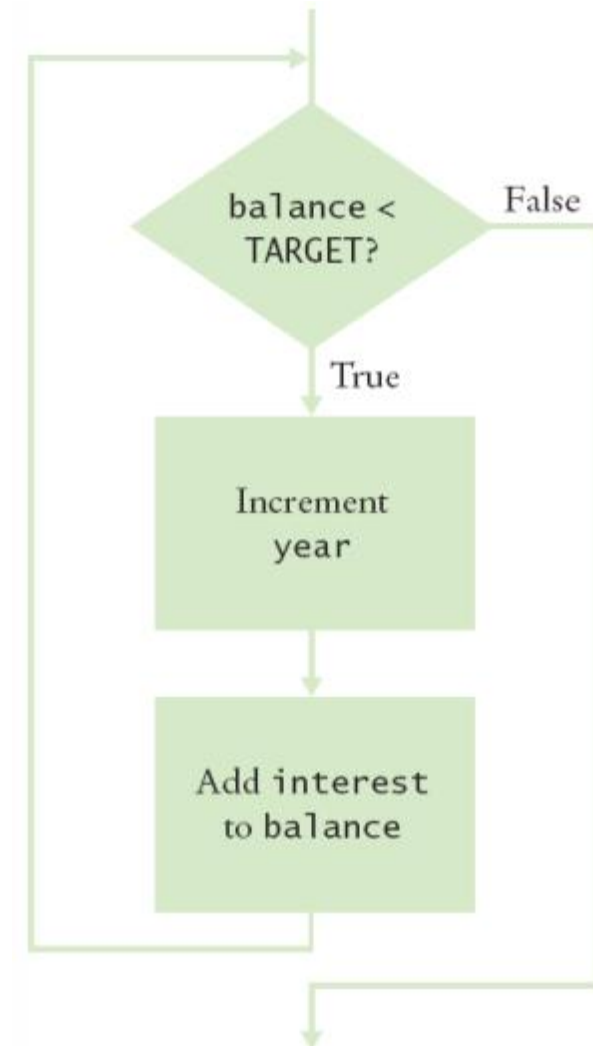 balance <
TARGET?
False
True
Increment
year
Add interest
to balance